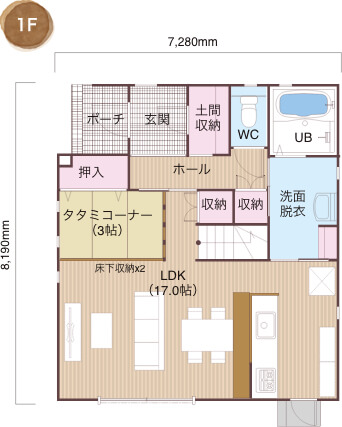 1F
7,280mm
8,190mm
ポーチ
玄関
土間
収納
WC
UB
押入
ホール
タタミコーナー
（3帖）
収納
収納
洗面
脱衣
床下収納x2
LDK
（17.0帖）